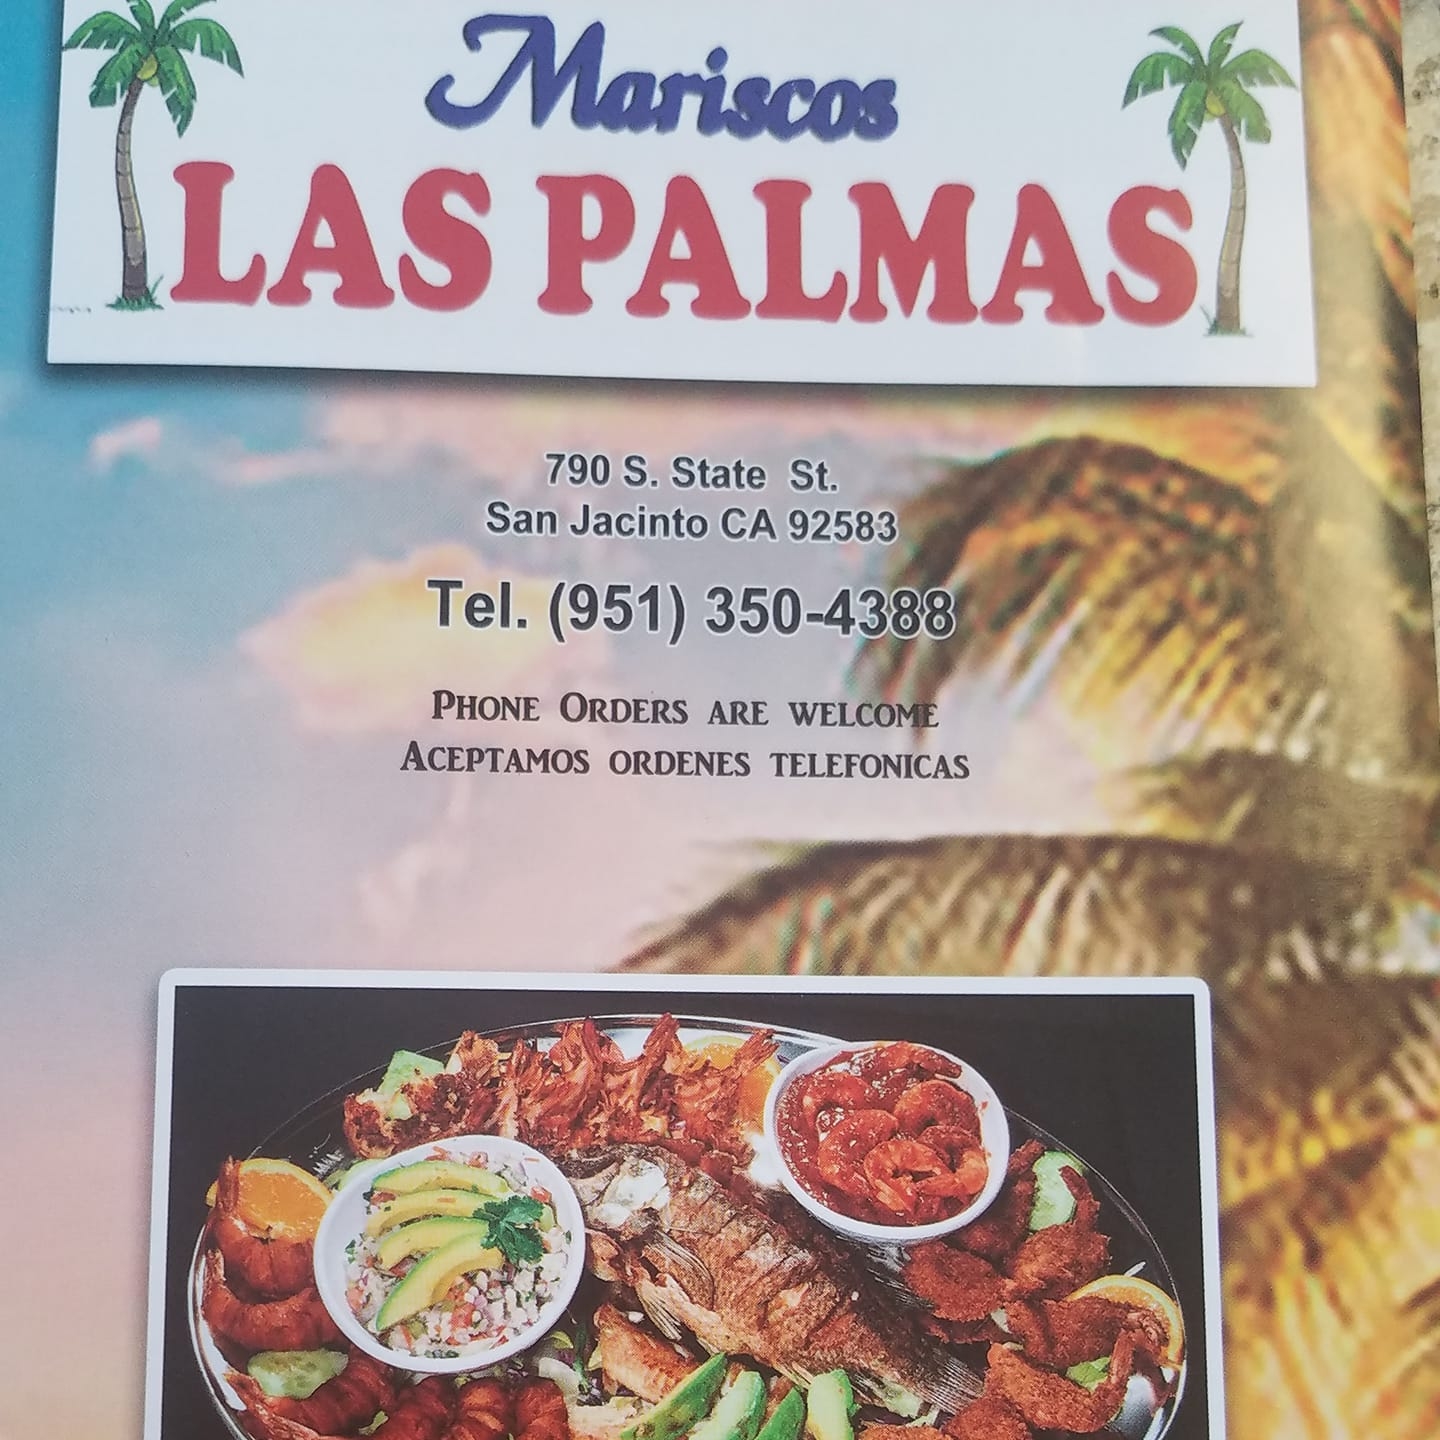 Mariscos
LAS PALMAS
790 S. State St.
San Jacinto CA 92583
Tel. (951) 350-4388
PHONE ORDERS ARE WELCOME
ACEPTAMOS ORDENES TELEFONICAS